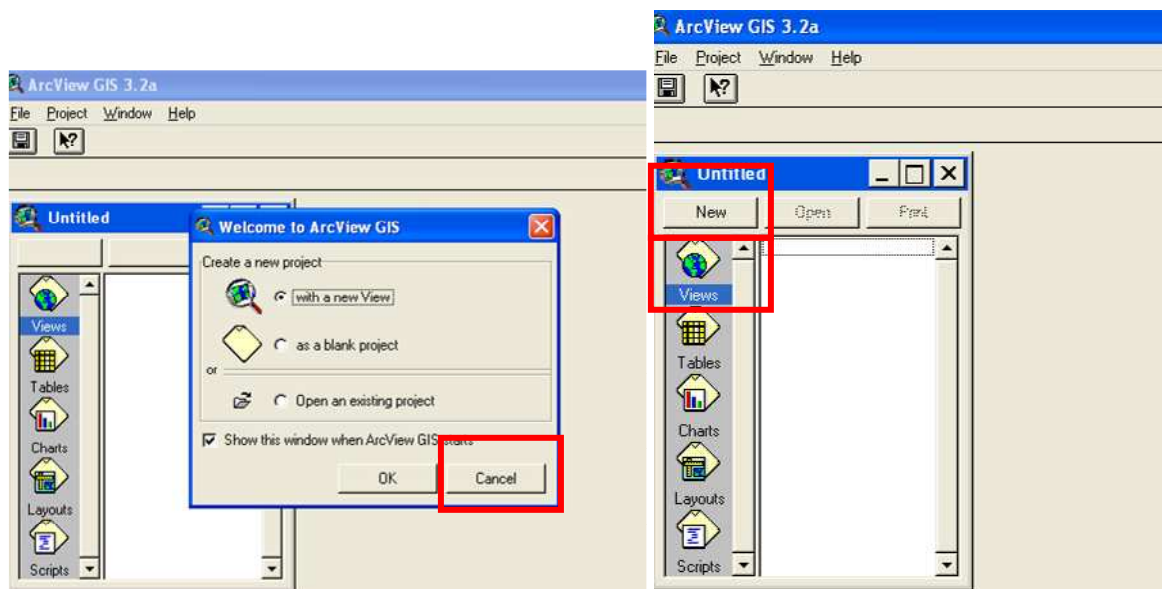 ArcView GIS 3.2a
File Project Window Help
Untitled
Views
Tables
Charts
Layouts
Scripts
Welcome to ArcView GIS
Create a new project
with a new View
as a blank project
or
Open an existing project
Show this window when ArcView GIS starts
OK Cancel
ArcView GIS 3.2a
File Project Window Help
Untitled
New Open Print
Views
Tables
Charts
Layouts
Scripts